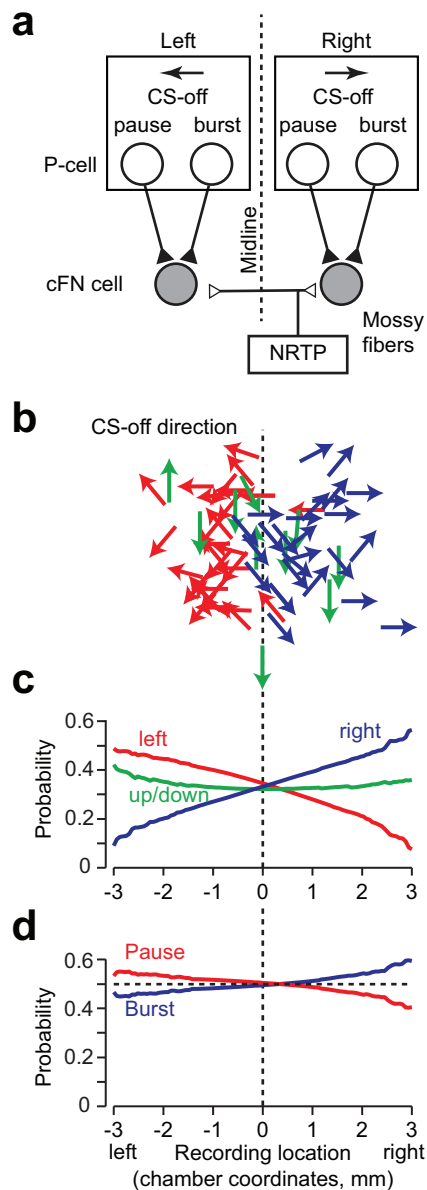 a
Left Right
CS-off CS-off
pause burst pause burst
P-cell
Midline
cFN cell
Mossy
fibers
NRTP
b
CS-off direction
c
0.6
left right
0.4
up/down
0.2
0
Probability
-3 -2 -1 0 1 2 3
d
Pause
0.6
Burst
0.4
0.2
0
Probability
-3 -2 -1 0 1 2 3
left Recording location right
(chamber coordinates, mm)